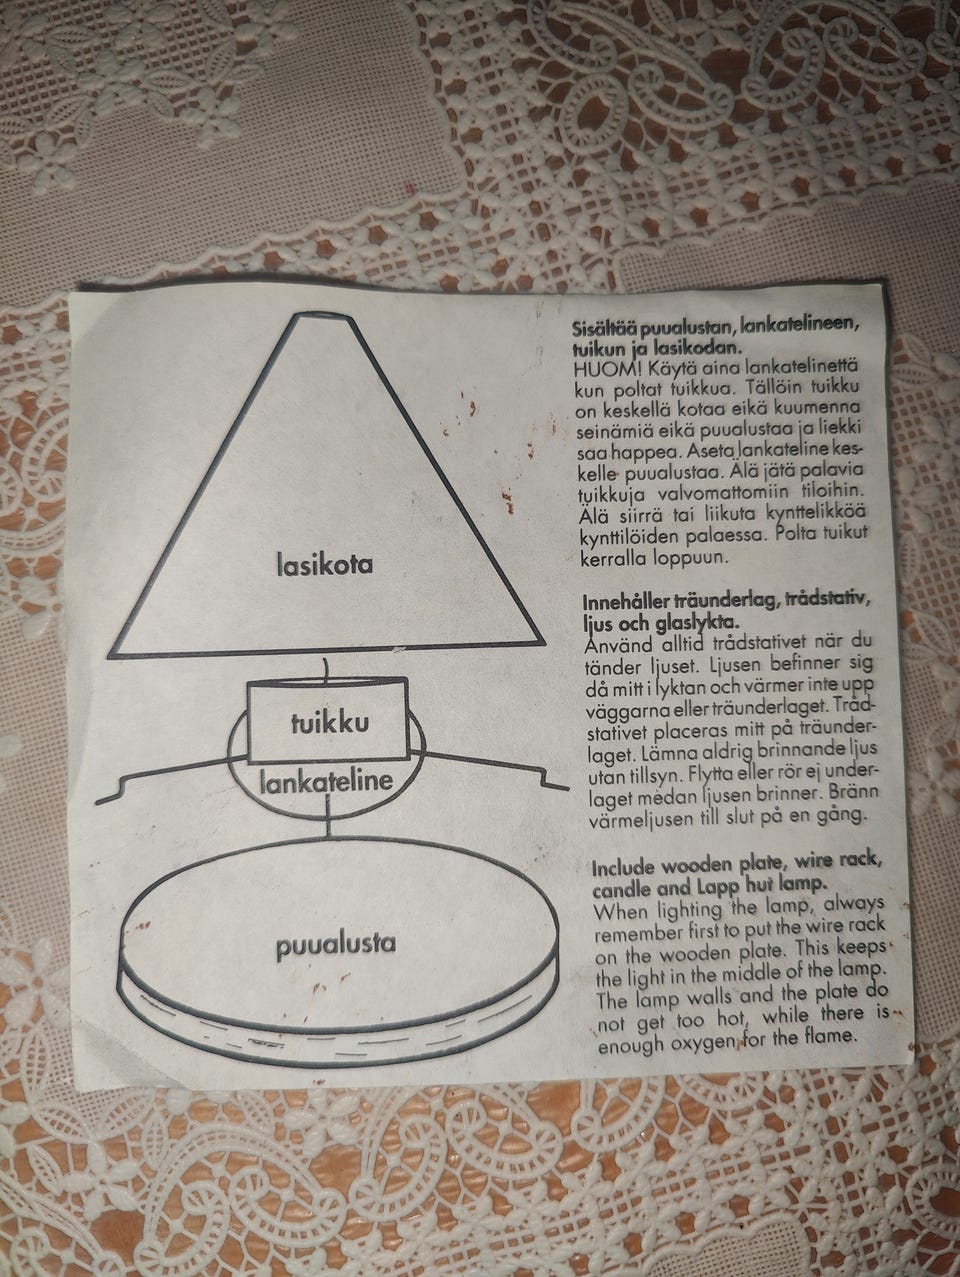 lasikota
tuikku
lankateline
puualusta
Sisältää puualustan, lankatelineen,
tuikun ja lasikodan.
HUOM! Käytä aina lankatelinettä
kun poltat tuikkua. Tällöin tuikku
on keskellä kotaa eikä kuumenna
seinämiä eikä puualustaa ja liekki
saa happea. Aseta lankateline kes-
kelle puualustaa. Älä jätä palavia
tuikkuja valvomattomiin tiloihin.
Älä siirrä tai liikuta kynttelikköä
kynttilöiden palaessa. Polta tuikut
kerralla loppuun.
Innehåller träunderlag, trådstativ,
ljus och glaslykta.
Använd alltid trådstativet när du
tänder ljuset. Ljusen befinner sig
då mitt i lyktan och värmer inte upp
väggarna eller träunderlaget. Tråd-
stativet placeras mitt på träunder-
laget. Lämna aldrig brinnande ljus
utan tillsyn. Flytta eller rör ej under-
laget medan ljusen brinner. Bränn
värmeljusen till slut på en gång.
Include wooden plate, wire rack,
candle and Lapp hut lamp.
When lighting the lamp, always
remember first to put the wire rack
on the wooden plate. This keeps
the light in the middle of the lamp.
The lamp walls and the plate do
not get too hot, while there is
enough oxygen for the flame.